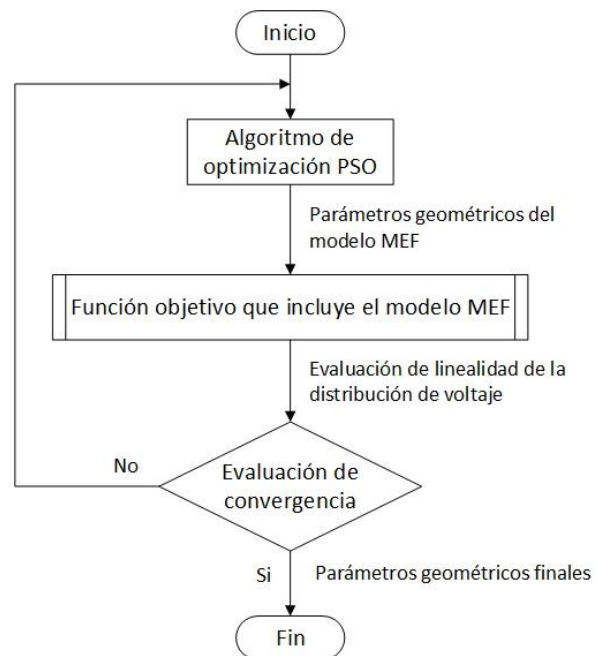 Inicio
Algoritmo de
optimización PSO
Parámetros geométricos del
modelo MEF
Función objetivo que incluye el modelo MEF
Evaluación de linealidad de la
distribución de voltaje
No
Evaluación de
convergencia
Si
Parámetros geométricos finales
Fin